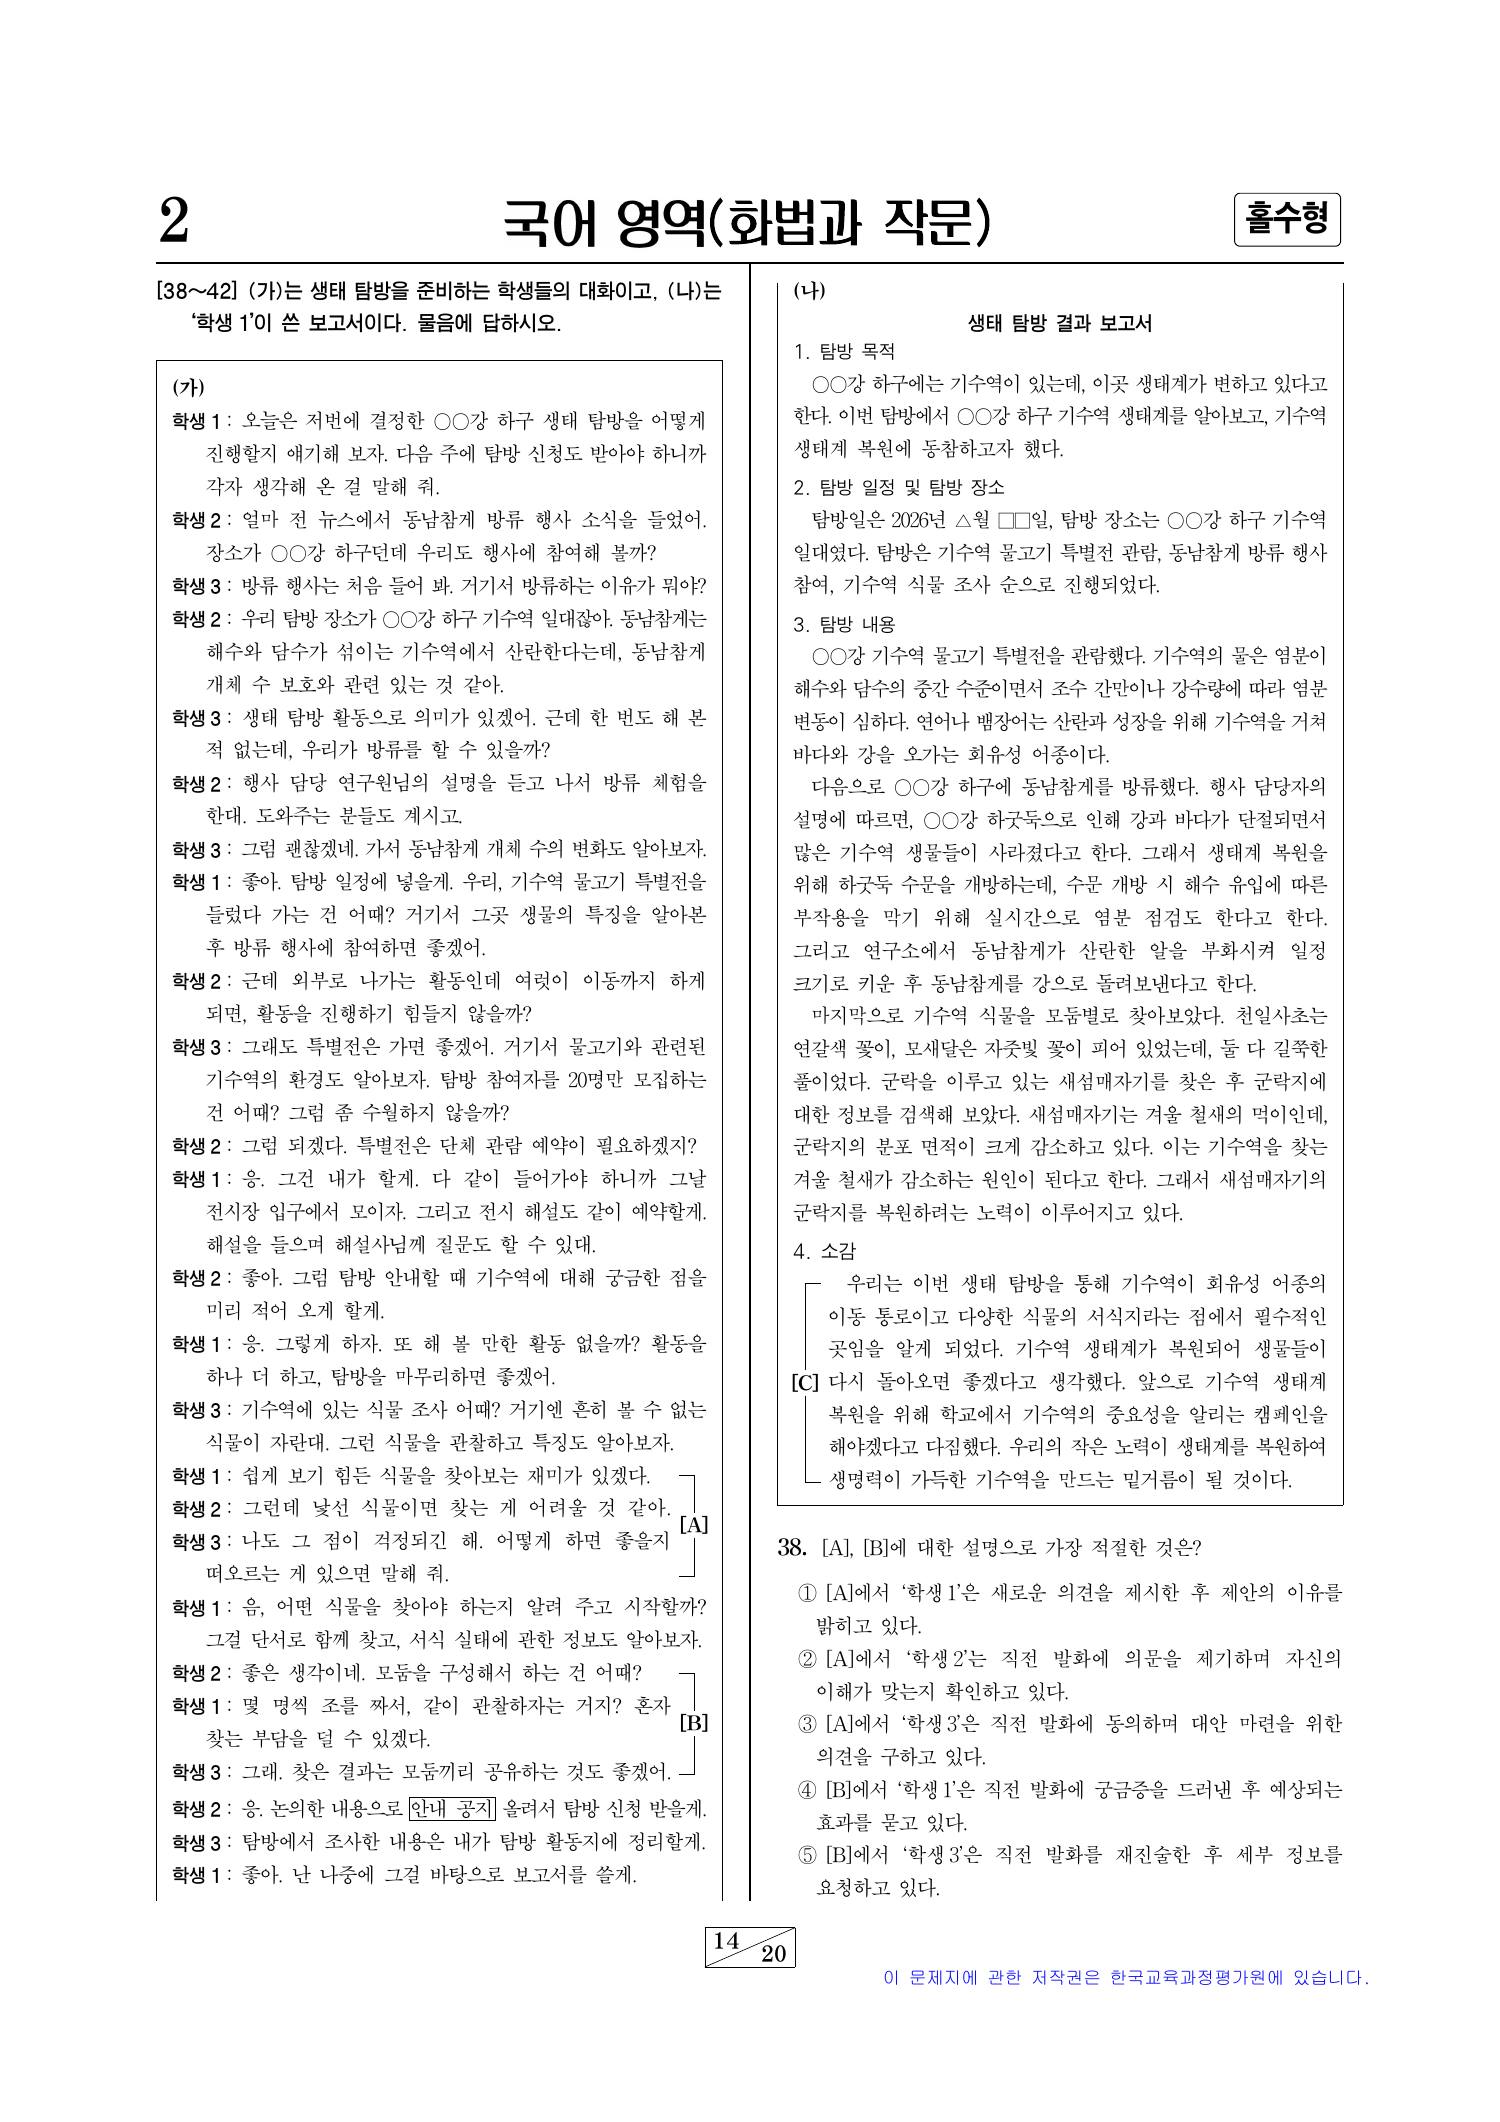 2
국어 영역(화법과 작문)
홀수형
[38～42] (가)는 생태 탐방을 준비하는 학생들의 대화이고, (나)는
‘학생 1’이 쓴 보고서이다. 물음에 답하시오.
(가)
학생 1 : 오늘은 저번에 결정한 ○○강 하구 생태 탐방을 어떻게
진행할지 얘기해 보자. 다음 주에 탐방 신청도 받아야 하니까
각자 생각해 온 걸 말해 줘.
학생 2 : 얼마 전 뉴스에서 동남참게 방류 행사 소식을 들었어.
장소가 ○○강 하구던데 우리도 행사에 참여해 볼까?
학생 3 : 방류 행사는 처음 들어 봐. 거기서 방류하는 이유가 뭐야?
학생 2 : 우리 탐방 장소가 ○○강 하구 기수역 일대잖아. 동남참게는
해수와 담수가 섞이는 기수역에서 산란한다는데, 동남참게
개체 수 보호와 관련 있는 것 같아.
학생 3 : 생태 탐방 활동으로 의미가 있겠어. 근데 한 번도 해 본
적 없는데, 우리가 방류를 할 수 있을까?
학생 2 : 행사 담당 연구원님의 설명을 듣고 나서 방류 체험을
한대. 도와주는 분들도 계시고.
학생 3 : 그럼 괜찮겠네. 가서 동남참게 개체 수의 변화도 알아보자.
학생 1 : 좋아. 탐방 일정에 넣을게. 우리, 기수역 물고기 특별전을
들렀다 가는 건 어때? 거기서 그곳 생물의 특징을 알아본
후 방류 행사에 참여하면 좋겠어.
학생 2 : 근데 외부로 나가는 활동인데 여럿이 이동까지 하게
되면, 활동을 진행하기 힘들지 않을까?
학생 3 : 그래도 특별전은 가면 좋겠어. 거기서 물고기와 관련된
기수역의 환경도 알아보자. 탐방 참여자를 20명만 모집하는
건 어때? 그럼 좀 수월하지 않을까?
학생 2 : 그럼 되겠다. 특별전은 단체 관람 예약이 필요하겠지?
학생 1 : 응. 그건 내가 할게. 다 같이 들어가야 하니까 그날
전시장 입구에서 모이자. 그리고 전시 해설도 같이 예약할게.
해설을 들으며 해설사님께 질문도 할 수 있대.
학생 2 : 좋아. 그럼 탐방 안내할 때 기수역에 대해 궁금한 점을
미리 적어 오게 할게.
학생 1 : 응. 그렇게 하자. 또 해 볼 만한 활동 없을까? 활동을
하나 더 하고, 탐방을 마무리하면 좋겠어.
학생 3 : 기수역에 있는 식물 조사 어때? 거기엔 흔히 볼 수 없는
식물이 자란대. 그런 식물을 관찰하고 특징도 알아보자.
학생 1 : 쉽게 보기 힘든 식물을 찾아보는 재미가 있겠다.
학생 2 : 그런데 낯선 식물이면 찾는 게 어려울 것 같아.
[A]
학생 3 : 나도 그 점이 걱정되긴 해. 어떻게 하면 좋을지
떠오르는 게 있으면 말해 줘.
학생 1 : 음, 어떤 식물을 찾아야 하는지 알려 주고 시작할까?
그걸 단서로 함께 찾고, 서식 실태에 관한 정보도 알아보자.
학생 2 : 좋은 생각이네. 모둠을 구성해서 하는 건 어때?
학생 1 : 몇 명씩 조를 짜서, 같이 관찰하자는 거지? 혼자
[B]
찾는 부담을 덜 수 있겠다.
학생 3 : 그래. 찾은 결과는 모둠끼리 공유하는 것도 좋겠어.
학생 2 : 응. 논의한 내용으로 안내 공지 올려서 탐방 신청 받을게.
학생 3 : 탐방에서 조사한 내용은 내가 탐방 활동지에 정리할게.
학생 1 : 좋아. 난 나중에 그걸 바탕으로 보고서를 쓸게.
(나)
생태 탐방 결과 보고서
1. 탐방 목적
○○강 하구에는 기수역이 있는데, 이곳 생태계가 변하고 있다고
한다. 이번 탐방에서 ○○강 하구 기수역 생태계를 알아보고, 기수역
생태계 복원에 동참하고자 했다.
2. 탐방 일정 및 탐방 장소
탐방일은 2026년 △월 □□일, 탐방 장소는 ○○강 하구 기수역
일대였다. 탐방은 기수역 물고기 특별전 관람, 동남참게 방류 행사
참여, 기수역 식물 조사 순으로 진행되었다.
3. 탐방 내용
○○강 기수역 물고기 특별전을 관람했다. 기수역의 물은 염분이
해수와 담수의 중간 수준이면서 조수 간만이나 강수량에 따라 염분
변동이 심하다. 연어나 뱀장어는 산란과 성장을 위해 기수역을 거쳐
바다와 강을 오가는 회유성 어종이다.
다음으로 ○○강 하구에 동남참게를 방류했다. 행사 담당자의
설명에 따르면, ○○강 하굿둑으로 인해 강과 바다가 단절되면서
많은 기수역 생물들이 사라졌다고 한다. 그래서 생태계 복원을
위해 하굿둑 수문을 개방하는데, 수문 개방 시 해수 유입에 따른
부작용을 막기 위해 실시간으로 염분 점검도 한다고 한다.
그리고 연구소에서 동남참게가 산란한 알을 부화시켜 일정
크기로 키운 후 동남참게를 강으로 돌려보낸다고 한다.
마지막으로 기수역 식물을 모둠별로 찾아보았다. 천일사초는
연갈색 꽃이, 모새달은 자줏빛 꽃이 피어 있었는데, 둘 다 길쭉한
풀이었다. 군락을 이루고 있는 새섬매자기를 찾은 후 군락지에
대한 정보를 검색해 보았다. 새섬매자기는 겨울 철새의 먹이인데,
군락지의 분포 면적이 크게 감소하고 있다. 이는 기수역을 찾는
겨울 철새가 감소하는 원인이 된다고 한다. 그래서 새섬매자기의
군락지를 복원하려는 노력이 이루어지고 있다.
4. 소감
우리는 이번 생태 탐방을 통해 기수역이 회유성 어종의
이동 통로이고 다양한 식물의 서식지라는 점에서 필수적인
곳임을 알게 되었다. 기수역 생태계가 복원되어 생물들이
[C] 다시 돌아오면 좋겠다고 생각했다. 앞으로 기수역 생태계
복원을 위해 학교에서 기수역의 중요성을 알리는 캠페인을
해야겠다고 다짐했다. 우리의 작은 노력이 생태계를 복원하여
생명력이 가득한 기수역을 만드는 밑거름이 될 것이다.
38. [A], [B]에 대한 설명으로 가장 적절한 것은?
① [A]에서 ‘학생 1’은 새로운 의견을 제시한 후 제안의 이유를
밝히고 있다.
② [A]에서 ‘학생 2’는 직전 발화에 의문을 제기하며 자신의
이해가 맞는지 확인하고 있다.
③ [A]에서 ‘학생 3’은 직전 발화에 동의하며 대안 마련을 위한
의견을 구하고 있다.
④ [B]에서 ‘학생 1’은 직전 발화에 궁금증을 드러낸 후 예상되는
효과를 묻고 있다.
⑤ [B]에서 ‘학생 3’은 직전 발화를 재진술한 후 세부 정보를
요청하고 있다.
14
20
이 문제지에 관한 저작권은 한국교육과정평가원에 있습니다.